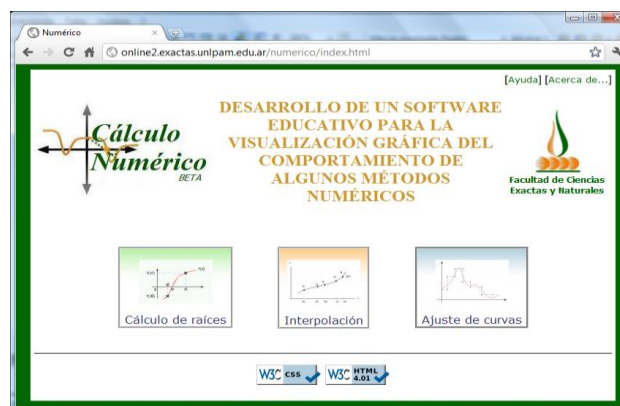 Numérico
online2.exactas.unlpam.edu.ar/numerico/index.html
[Ayuda] [Acerca de...]
Cálculo
Numérico
BETA
DESARROLLO DE UN SOFTWARE
EDUCATIVO PARA LA
VISUALIZACIÓN GRÁFICA DEL
COMPORTAMIENTO DE
ALGUNOS MÉTODOS
NUMÉRICOS
Facultad de Ciencias
Exactas y Naturales
Cálculo de raíces
Interpolación
Ajuste de curvas
W3C css
W3C HTML 4.01